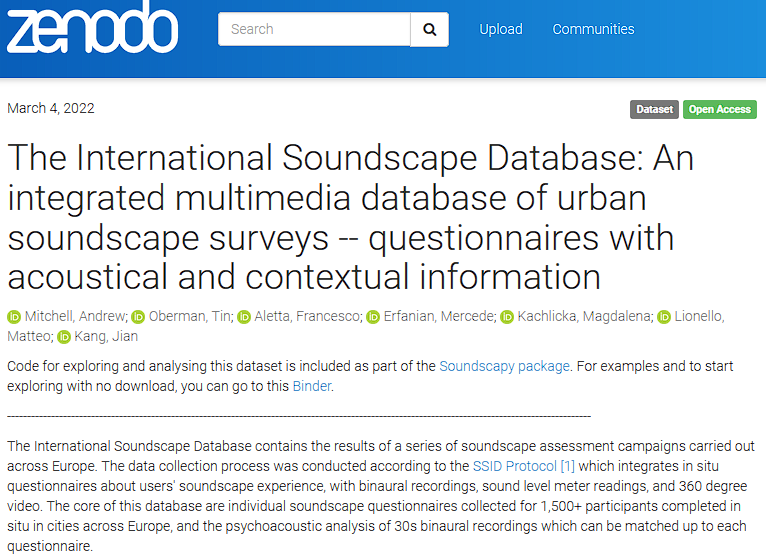 zenodo
Search
Upload
Communities
March 4, 2022
Dataset
Open Access
The International Soundscape Database: An
integrated multimedia database of urban
soundscape surveys -- questionnaires with
acoustical and contextual information
iD Mitchell, Andrew; iD Oberman, Tin; iD Aletta, Francesco; iD Erfanian, Mercede; iD Kachlicka, Magdalena; iD Lionello,
Matteo; iD Kang, Jian
Code for exploring and analysing this dataset is included as part of the Soundscapy package. For examples and to start
exploring with no download, you can go to this Binder.
The International Soundscape Database contains the results of a series of soundscape assessment campaigns carried out
across Europe. The data collection process was conducted according to the SSID Protocol [1] which integrates in situ
questionnaires about users' soundscape experience, with binaural recordings, sound level meter readings, and 360 degree
video. The core of this database are individual soundscape questionnaires collected for 1,500+ participants completed in
situ in cities across Europe, and the psychoacoustic analysis of 30s binaural recordings which can be matched up to each
questionnaire.